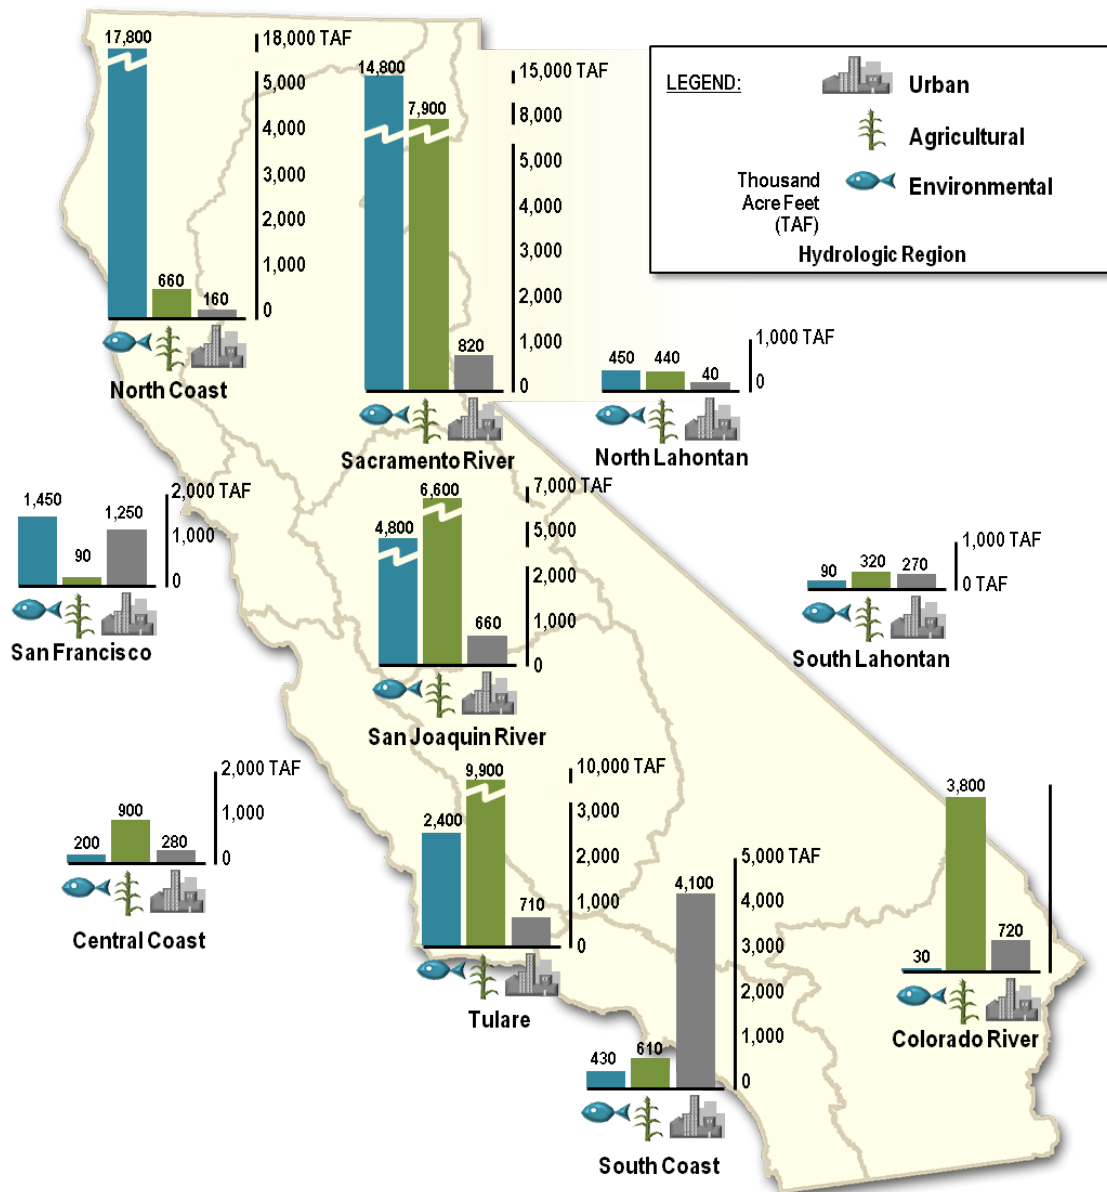 LEGEND:
Urban
Agricultural
Environmental
Thousand
Acre Feet
(TAF)
Hydrologic Region
17,800
660
160
18,000 TAF
5,000
4,000
3,000
2,000
1,000
0
North Coast
14,800
7,900
820
15,000 TAF
8,000
5,000
4,000
3,000
2,000
1,000
0
Sacramento River
450
440
40
1,000 TAF
0
North Lahontan
1,450
90
1,250
2,000 TAF
1,000
0
San Francisco
4,800
6,600
660
7,000 TAF
5,000
2,000
1,000
0
San Joaquin River
90
320
270
1,000 TAF
0 TAF
South Lahontan
200
900
280
2,000 TAF
1,000
0
Central Coast
2,400
9,900
710
10,000 TAF
3,000
2,000
1,000
0
Tulare
430
610
4,100
5,000 TAF
4,000
3,000
2,000
1,000
0
South Coast
30
3,800
720
Colorado River